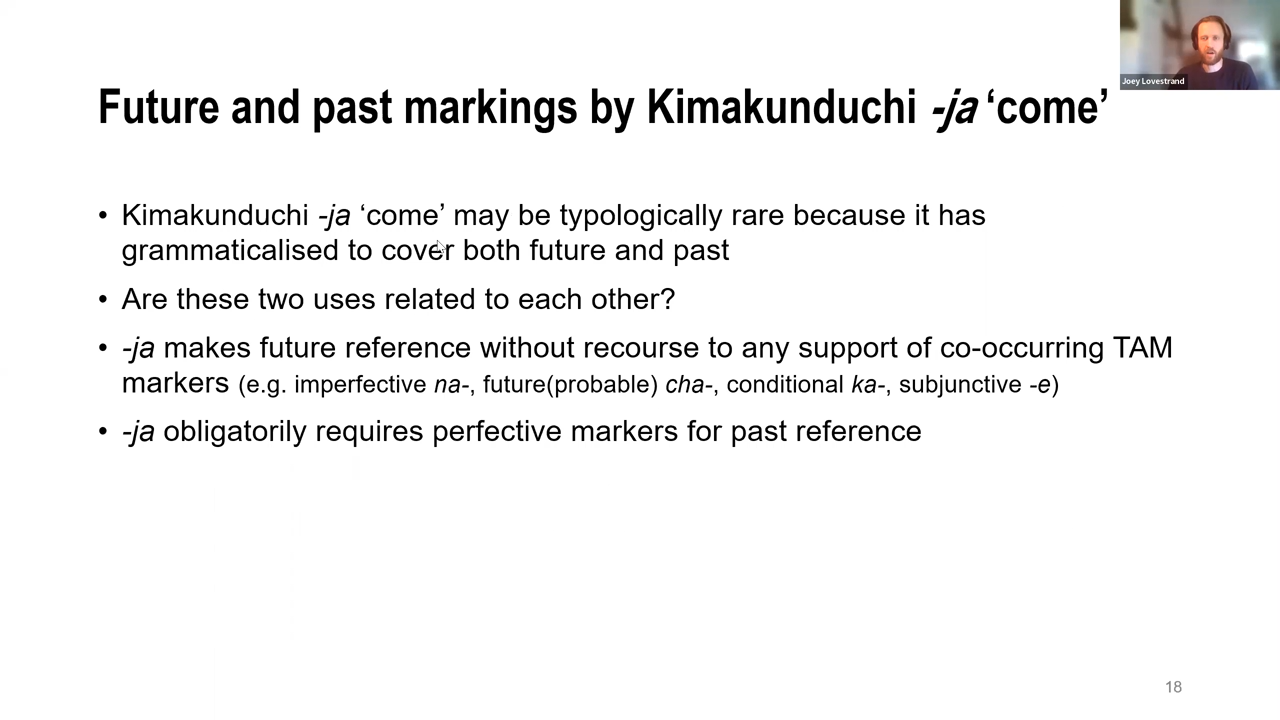 Joey Lovestrand
Future and past markings by Kimakunduchi -ja ‘come’
• Kimakunduchi -ja ‘come’ may be typologically rare because it has
grammaticalised to cover both future and past
• Are these two uses related to each other?
• -ja makes future reference without recourse to any support of co-occurring TAM
markers (e.g. imperfective na-, future(probable) cha-, conditional ka-, subjunctive -e)
• -ja obligatorily requires perfective markers for past reference
18